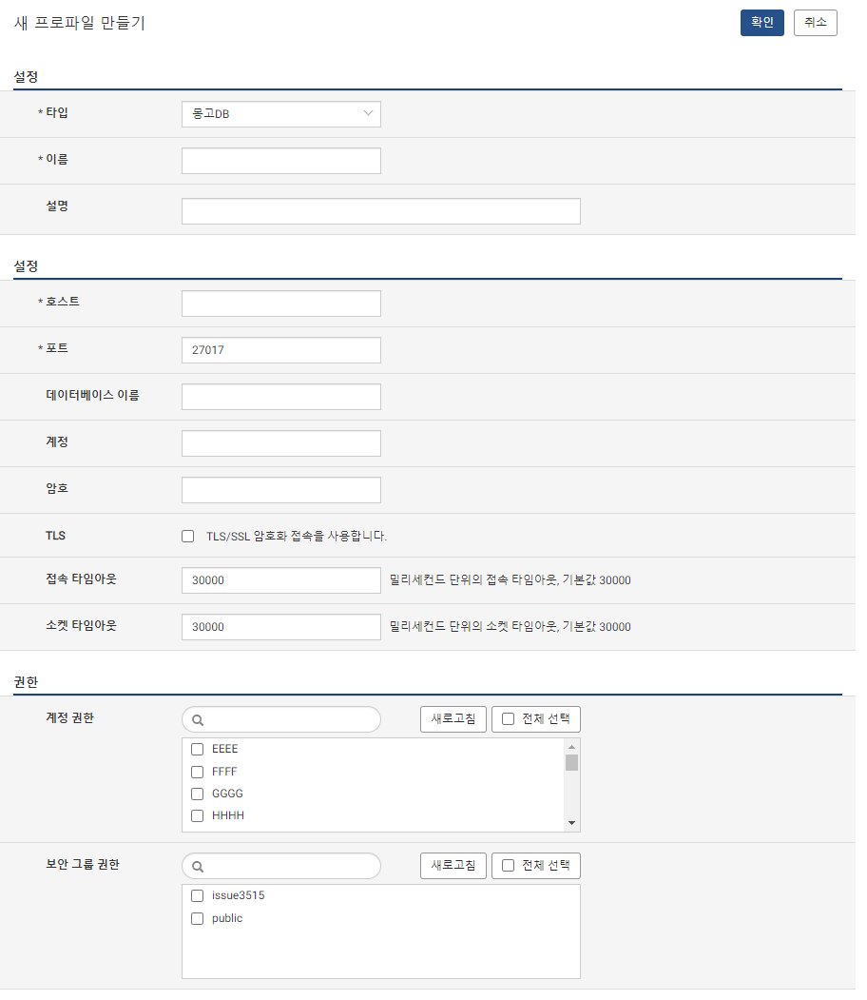 새 프로파일 만들기 확인 취소
설정
* 타입 몽고DB
* 이름
설명
설정
* 호스트
* 포트 27017
데이터베이스 이름
계정
암호
TLS TLS/SSL 암호화 접속을 사용합니다.
접속 타임아웃 30000 밀리세컨드 단위의 접속 타임아웃, 기본값 30000
소켓 타임아웃 30000 밀리세컨드 단위의 소켓 타임아웃, 기본값 30000
권한
계정 권한 새로고침 전체 선택
EEEE
FFFF
GGGG
HHHH
보안 그룹 권한 새로고침 전체 선택
issue3515
public